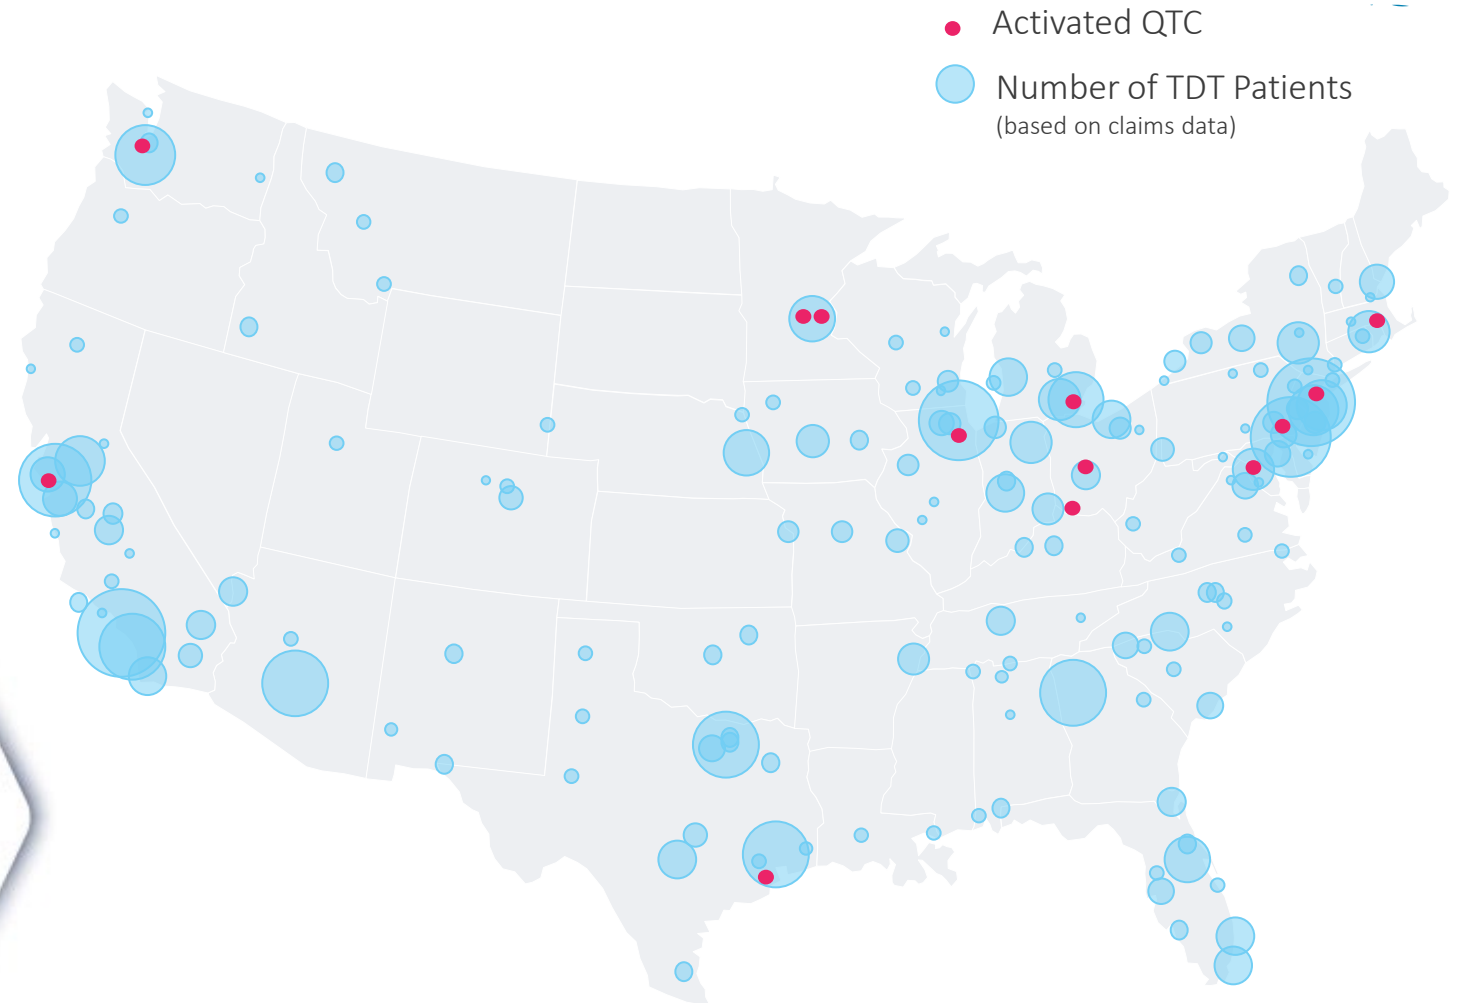 Activated QTC
Number of TDT Patients
(based on claims data)